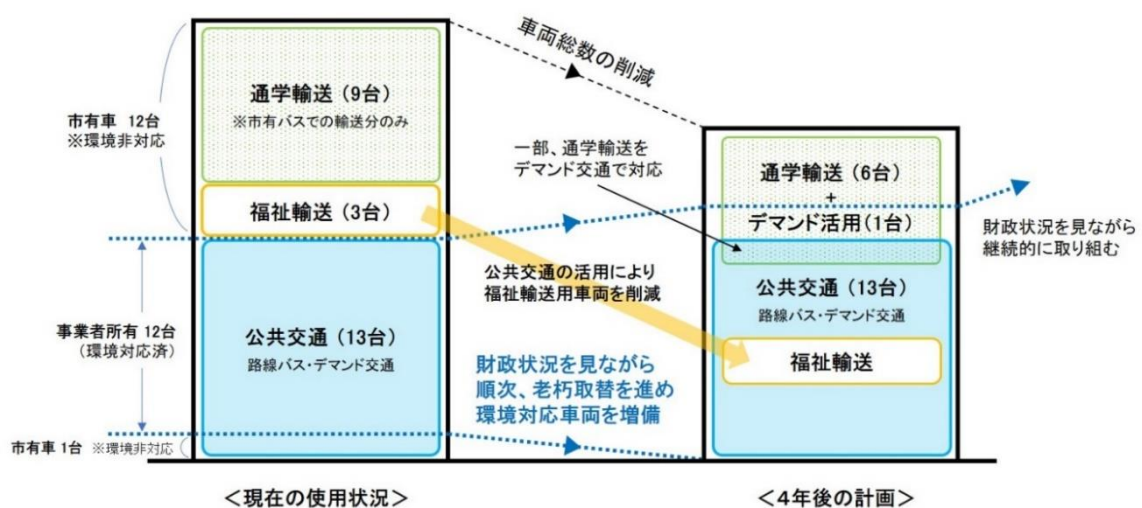 車両総数の削減
通学輸送(9台)
※市有バスでの輸送分のみ
市有車 12台
※環境非対応
福祉輸送(3台)
一部、通学輸送を
デマンド交通で対応
通学輸送(6台)
+
デマンド活用(1台)
財政状況を見ながら
継続的に取り組む
公共交通の活用により
福祉輸送用車両を削減
事業者所有 12台
(環境対応済)
公共交通(13台)
路線バス・デマンド交通
公共交通(13台)
路線バス・デマンド交通
福祉輸送
財政状況を見ながら
順次、老朽取替を進め
環境対応車両を増備
市有車 1台 ※環境非対応
<現在の使用状況>
<4年後の計画>